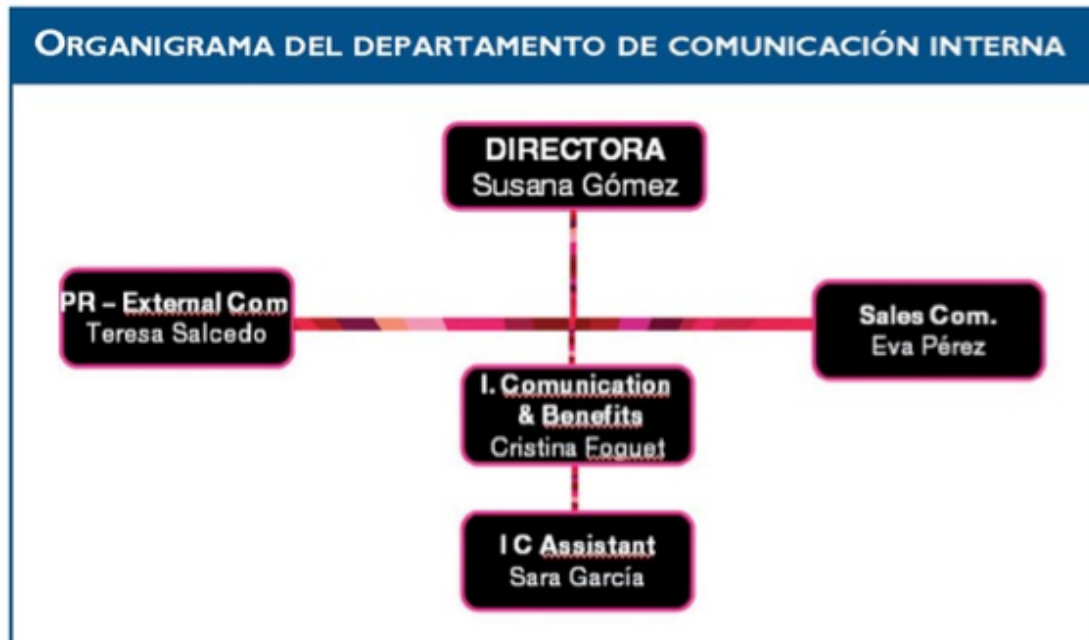 ORGANIGRAMA DEL DEPARTAMENTO DE COMUNICACIÓN INTERNA
DIRECTORA
Susana Gómez
PR – External Com
Teresa Salcedo
Sales Com.
Eva Pérez
I. Comunication
& Benefits
Cristina Foguet
I C Assistant
Sara García